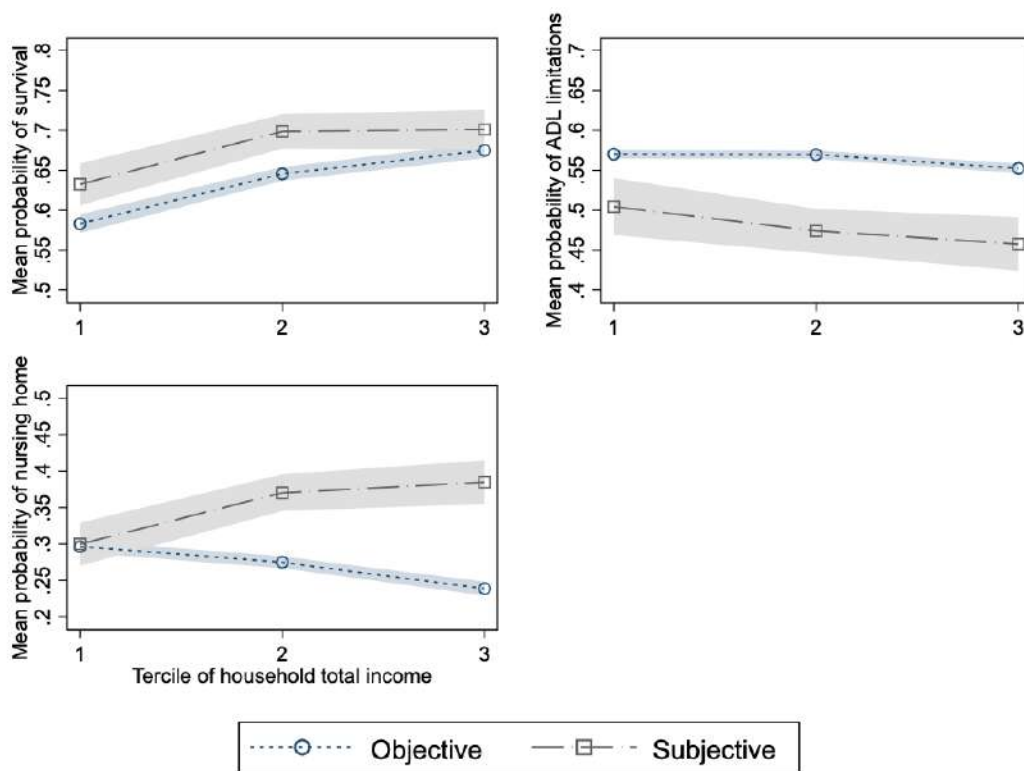 Mean probability of survival
.8
.75
.7
.65
.6
.55
.5
1 2 3
Mean probability of ADL limitations
.7
.65
.6
.55
.5
.45
.4
1 2 3
Mean probability of nursing home
.5
.45
.4
.35
.3
.25
.2
1 2 3
Tercile of household total income
Objective Subjective